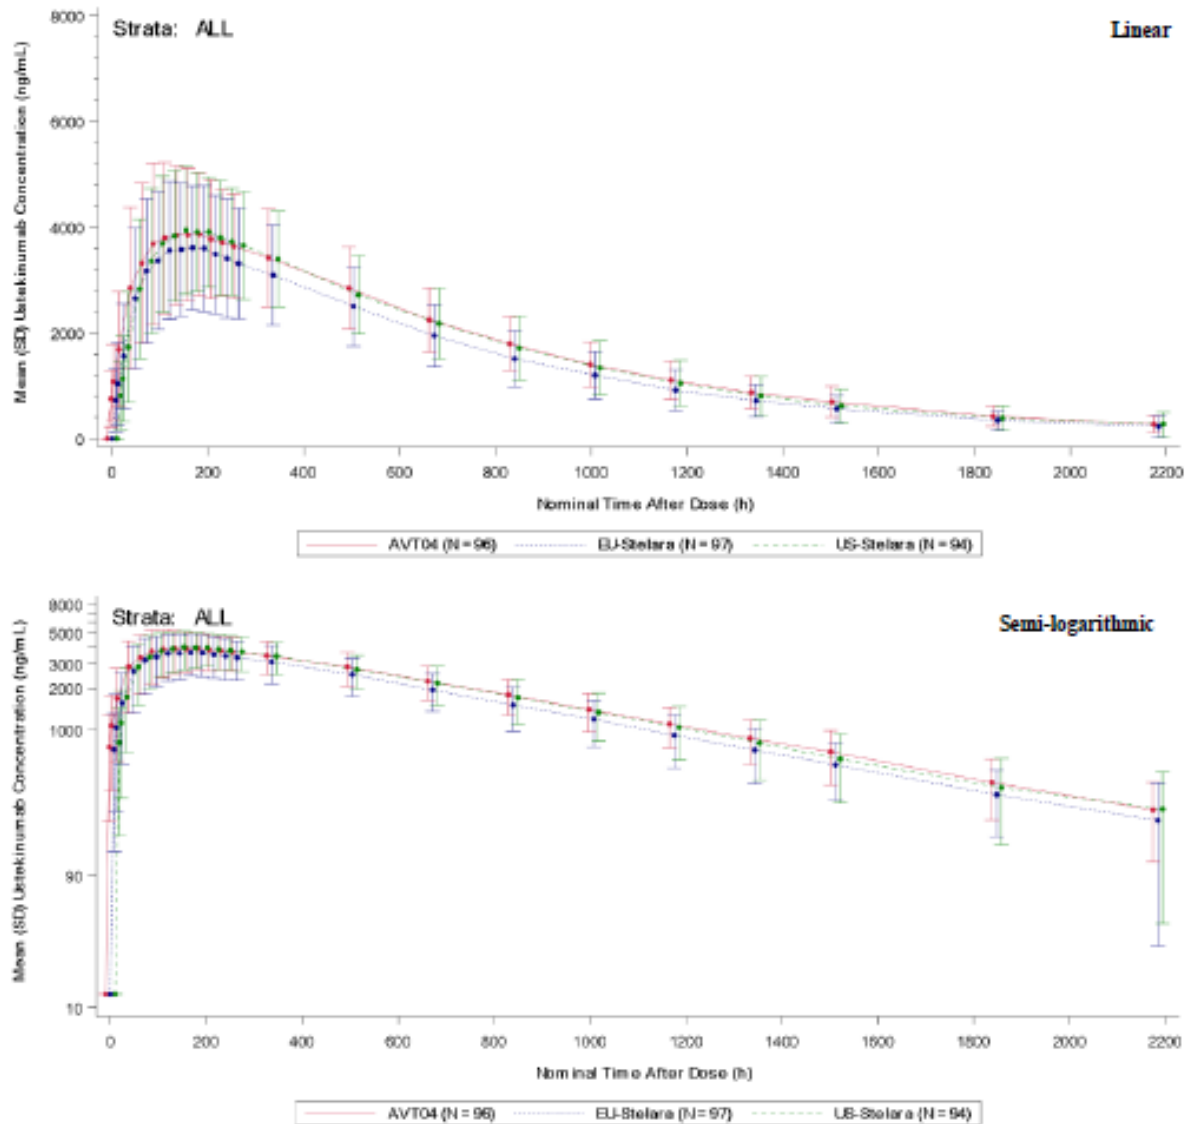 Strata: ALL
Linear
Mean (SD) Ustekinumab Concentration (ng/mL)
8000
6000
4000
2000
0
0 200 400 600 800 1000 1200 1400 1600 1800 2000 2200
Nominal Time After Dose (h)
AVT04 (N = 96) EU-Stelara (N = 97) US-Stelara (N = 94)
Strata: ALL
Semi-logarithmic
Mean (SD) Ustekinumab Concentration (ng/mL)
8000
5000
3000
2000
1000
90
10
0 200 400 600 800 1000 1200 1400 1600 1800 2000 2200
Nominal Time After Dose (h)
AVT04 (N = 96) EU-Stelara (N = 97) US-Stelara (N = 94)